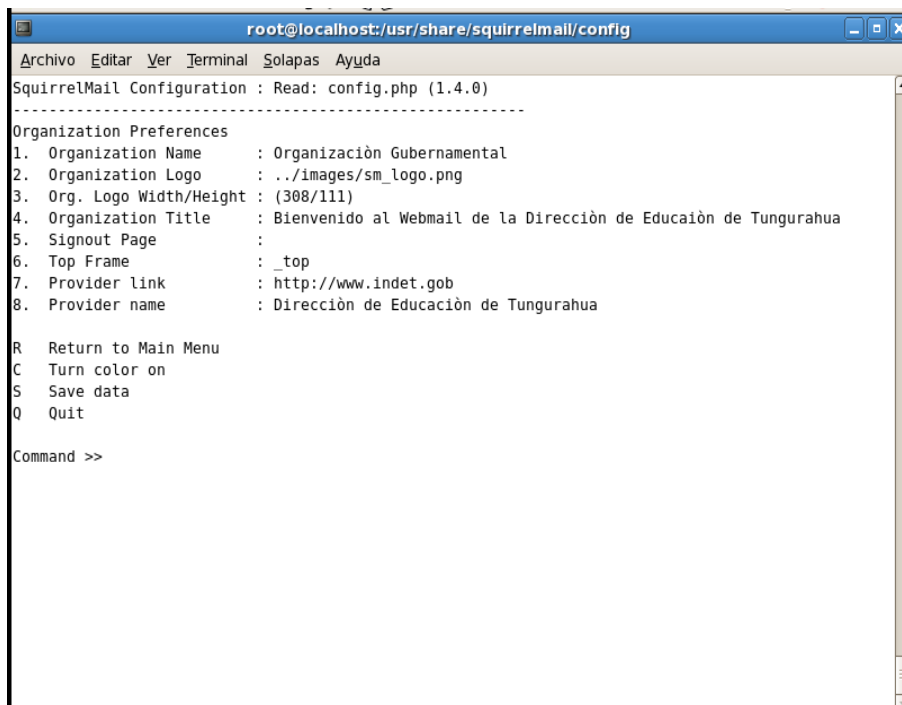 root@localhost:/usr/share/squirrelmail/config
Archivo Editar Ver Terminal Solapas Ayuda
SquirrelMail Configuration : Read: config.php (1.4.0)
---------------------------------------------------------
Organization Preferences
1. Organization Name : Organizaciòn Gubernamental
2. Organization Logo : ../images/sm_logo.png
3. Org. Logo Width/Height : (308/111)
4. Organization Title : Bienvenido al Webmail de la Direcciòn de Educaiòn de Tungurahua
5. Signout Page :
6. Top Frame : _top
7. Provider link : http://www.indet.gob
8. Provider name : Direcciòn de Educaciòn de Tungurahua
R Return to Main Menu
C Turn color on
S Save data
Q Quit
Command >>